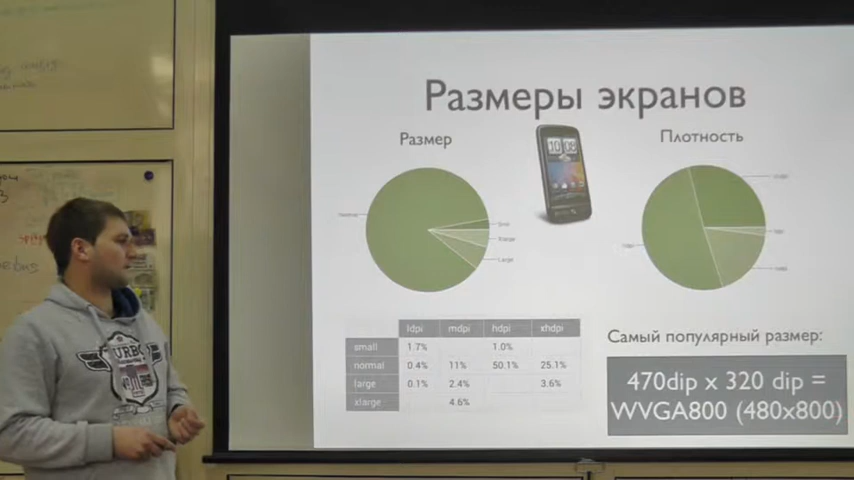 Размеры экранов
Размер
Плотность
ldpi mdpi hdpi xhdpi
small 1.7% 1.0%
normal 0.4% 11% 50.1% 25.1%
large 0.1% 2.4% 3.6%
xlarge 4.6%
Самый популярный размер:
470dip x 320 dip =
WVGA800 (480x800)